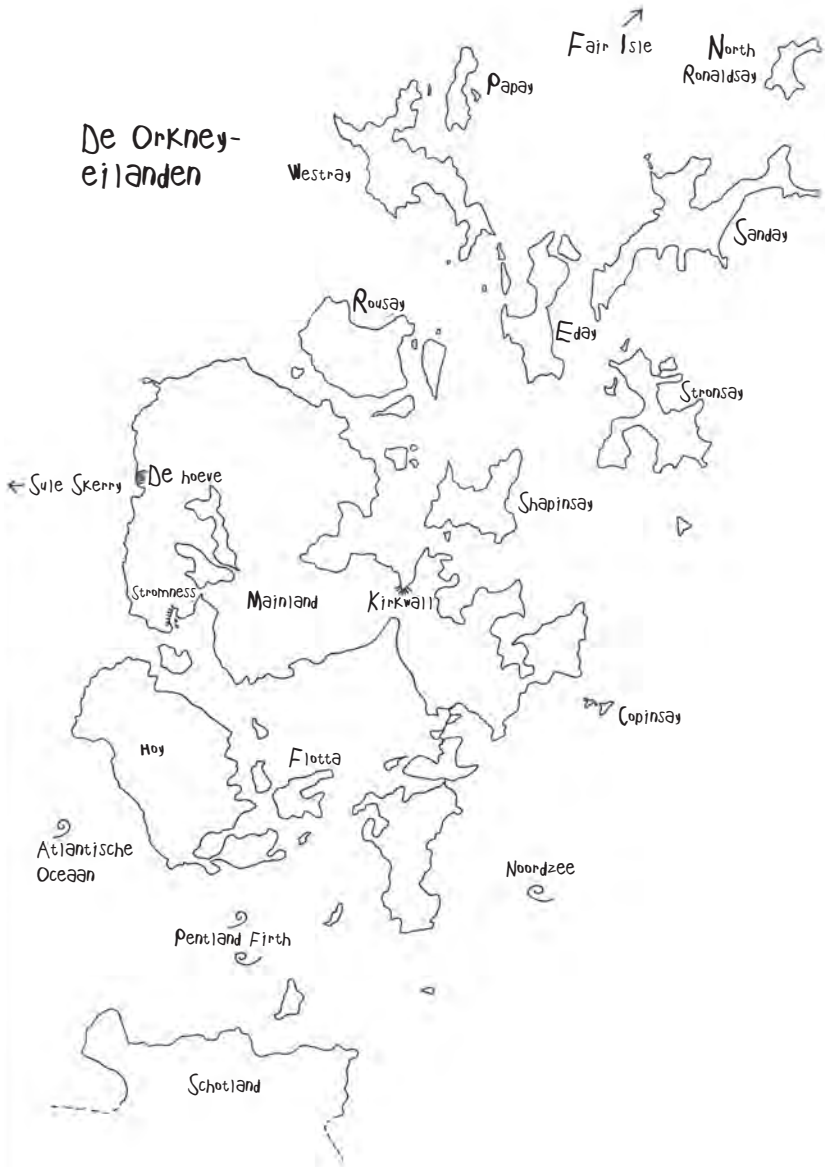 Fair Isle
North
Ronaldsay
Papay
De Orkney-
eilanden
Westray
Sanday
Rousay
Eday
Stronsay
Sule Skerry
De hoeve
Shapinsay
Stromness
Mainland
Kirkwall
Copinsay
Hoy
Flotta
Atlantische
Oceaan
Noordzee
Pentland Firth
Schotland